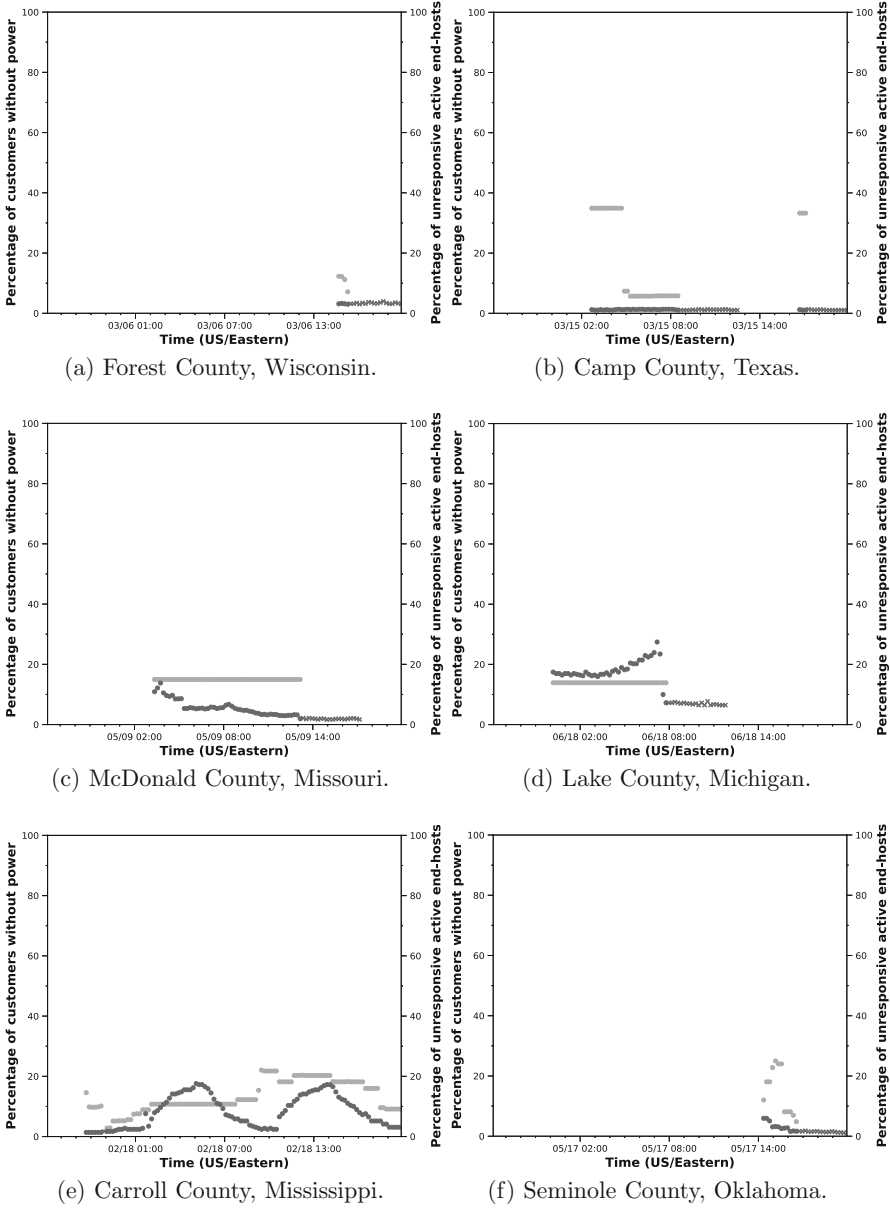 100
80
60
40
20
0
Percentage of customers without power
100
80
60
40
20
0
Percentage of unresponsive active end-hosts
03/06 01:00 03/06 07:00 03/06 13:00
Time (US/Eastern)
(a) Forest County, Wisconsin.
100
80
60
40
20
0
Percentage of customers without power
100
80
60
40
20
0
Percentage of unresponsive active end-hosts
03/15 02:00 03/15 08:00 03/15 14:00
Time (US/Eastern)
(b) Camp County, Texas.
100
80
60
40
20
0
Percentage of customers without power
100
80
60
40
20
0
Percentage of unresponsive active end-hosts
05/09 02:00 05/09 08:00 05/09 14:00
Time (US/Eastern)
(c) McDonald County, Missouri.
100
80
60
40
20
0
Percentage of customers without power
100
80
60
40
20
0
Percentage of unresponsive active end-hosts
06/18 02:00 06/18 08:00 06/18 14:00
Time (US/Eastern)
(d) Lake County, Michigan.
100
80
60
40
20
0
Percentage of customers without power
100
80
60
40
20
0
Percentage of unresponsive active end-hosts
02/18 01:00 02/18 07:00 02/18 13:00
Time (US/Eastern)
(e) Carroll County, Mississippi.
100
80
60
40
20
0
Percentage of customers without power
100
80
60
40
20
0
Percentage of unresponsive active end-hosts
05/17 02:00 05/17 08:00 05/17 14:00
Time (US/Eastern)
(f) Seminole County, Oklahoma.